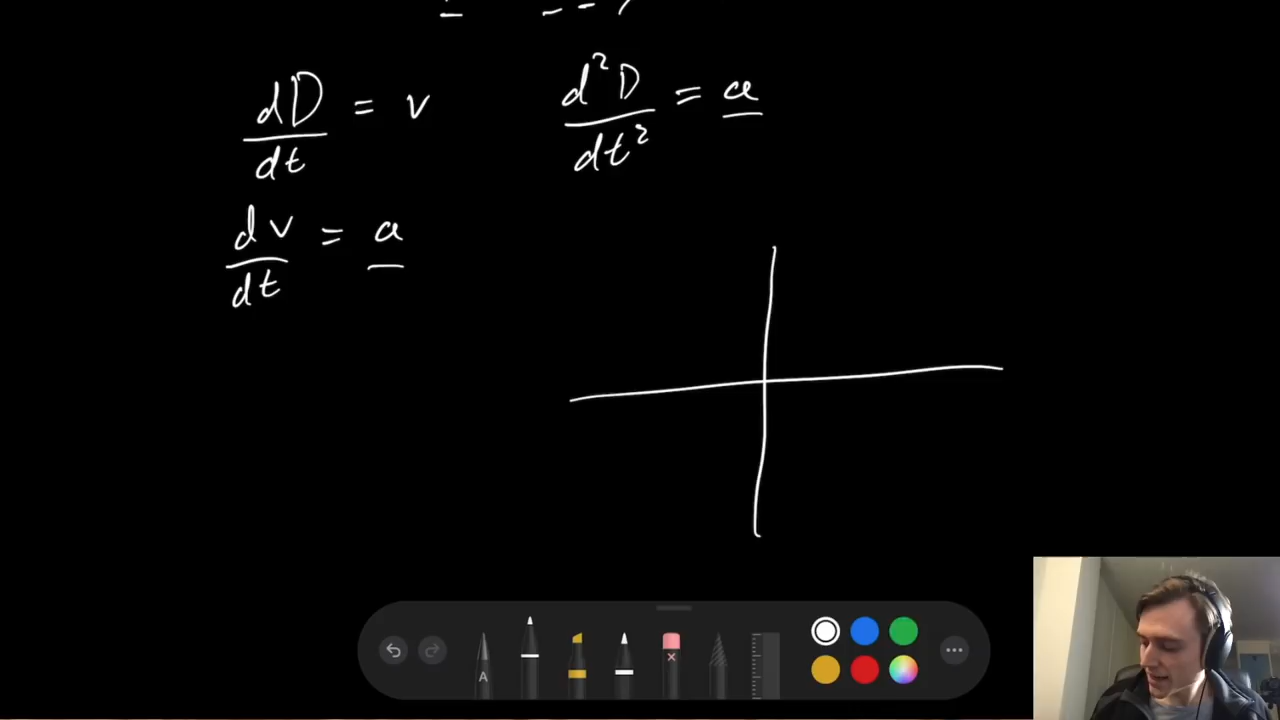 dD/dt = v    d²D/dt² = a
dv/dt = a
A